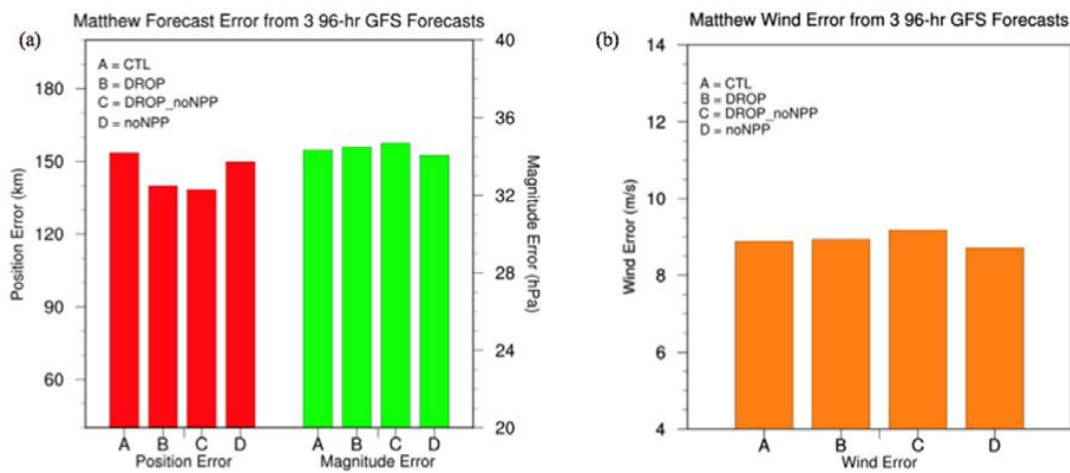 Matthew Forecast Error from 3 96-hr GFS Forecasts
(a)
A = CTL
B = DROP
C = DROP_noNPP
D = noNPP
Position Error (km)
180
150
120
90
60
Magnitude Error (hPa)
40
36
32
28
24
20
A B C D A B C D
Position Error Magnitude Error
Matthew Wind Error from 3 96-hr GFS Forecasts
(b)
A = CTL
B = DROP
C = DROP_noNPP
D = noNPP
Wind Error (m/s)
14
12
10
8
6
4
A B C D
Wind Error